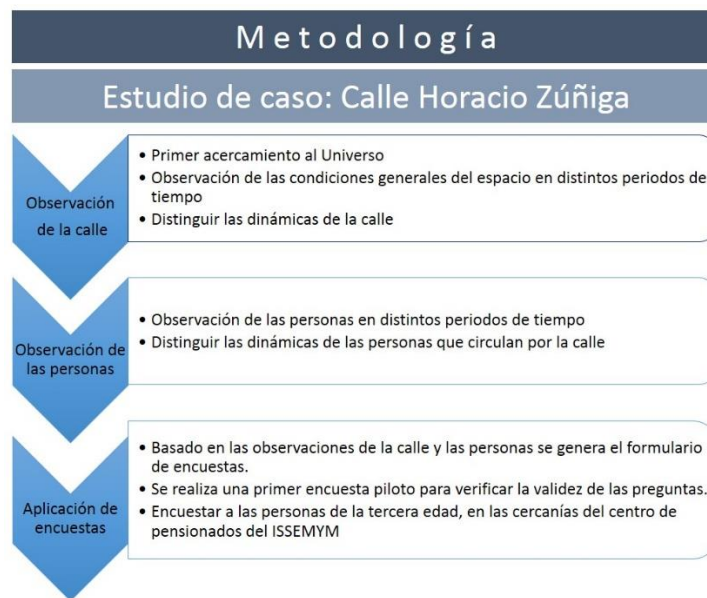 Metodología
Estudio de caso: Calle Horacio Zúñiga
Observación
de la calle
• Primer acercamiento al Universo
• Observación de las condiciones generales del espacio en distintos periodos de
tiempo
• Distinguir las dinámicas de la calle
Observación de
las personas
• Observación de las personas en distintos periodos de tiempo
• Distinguir las dinámicas de las personas que circulan por la calle
Aplicación de
encuestas
• Basado en las observaciones de la calle y las personas se genera el formulario
de encuestas.
• Se realiza una primer encuesta piloto para verificar la validez de las preguntas.
• Encuestar a las personas de la tercera edad, en las cercanías del centro de
pensionados del ISSEMYM